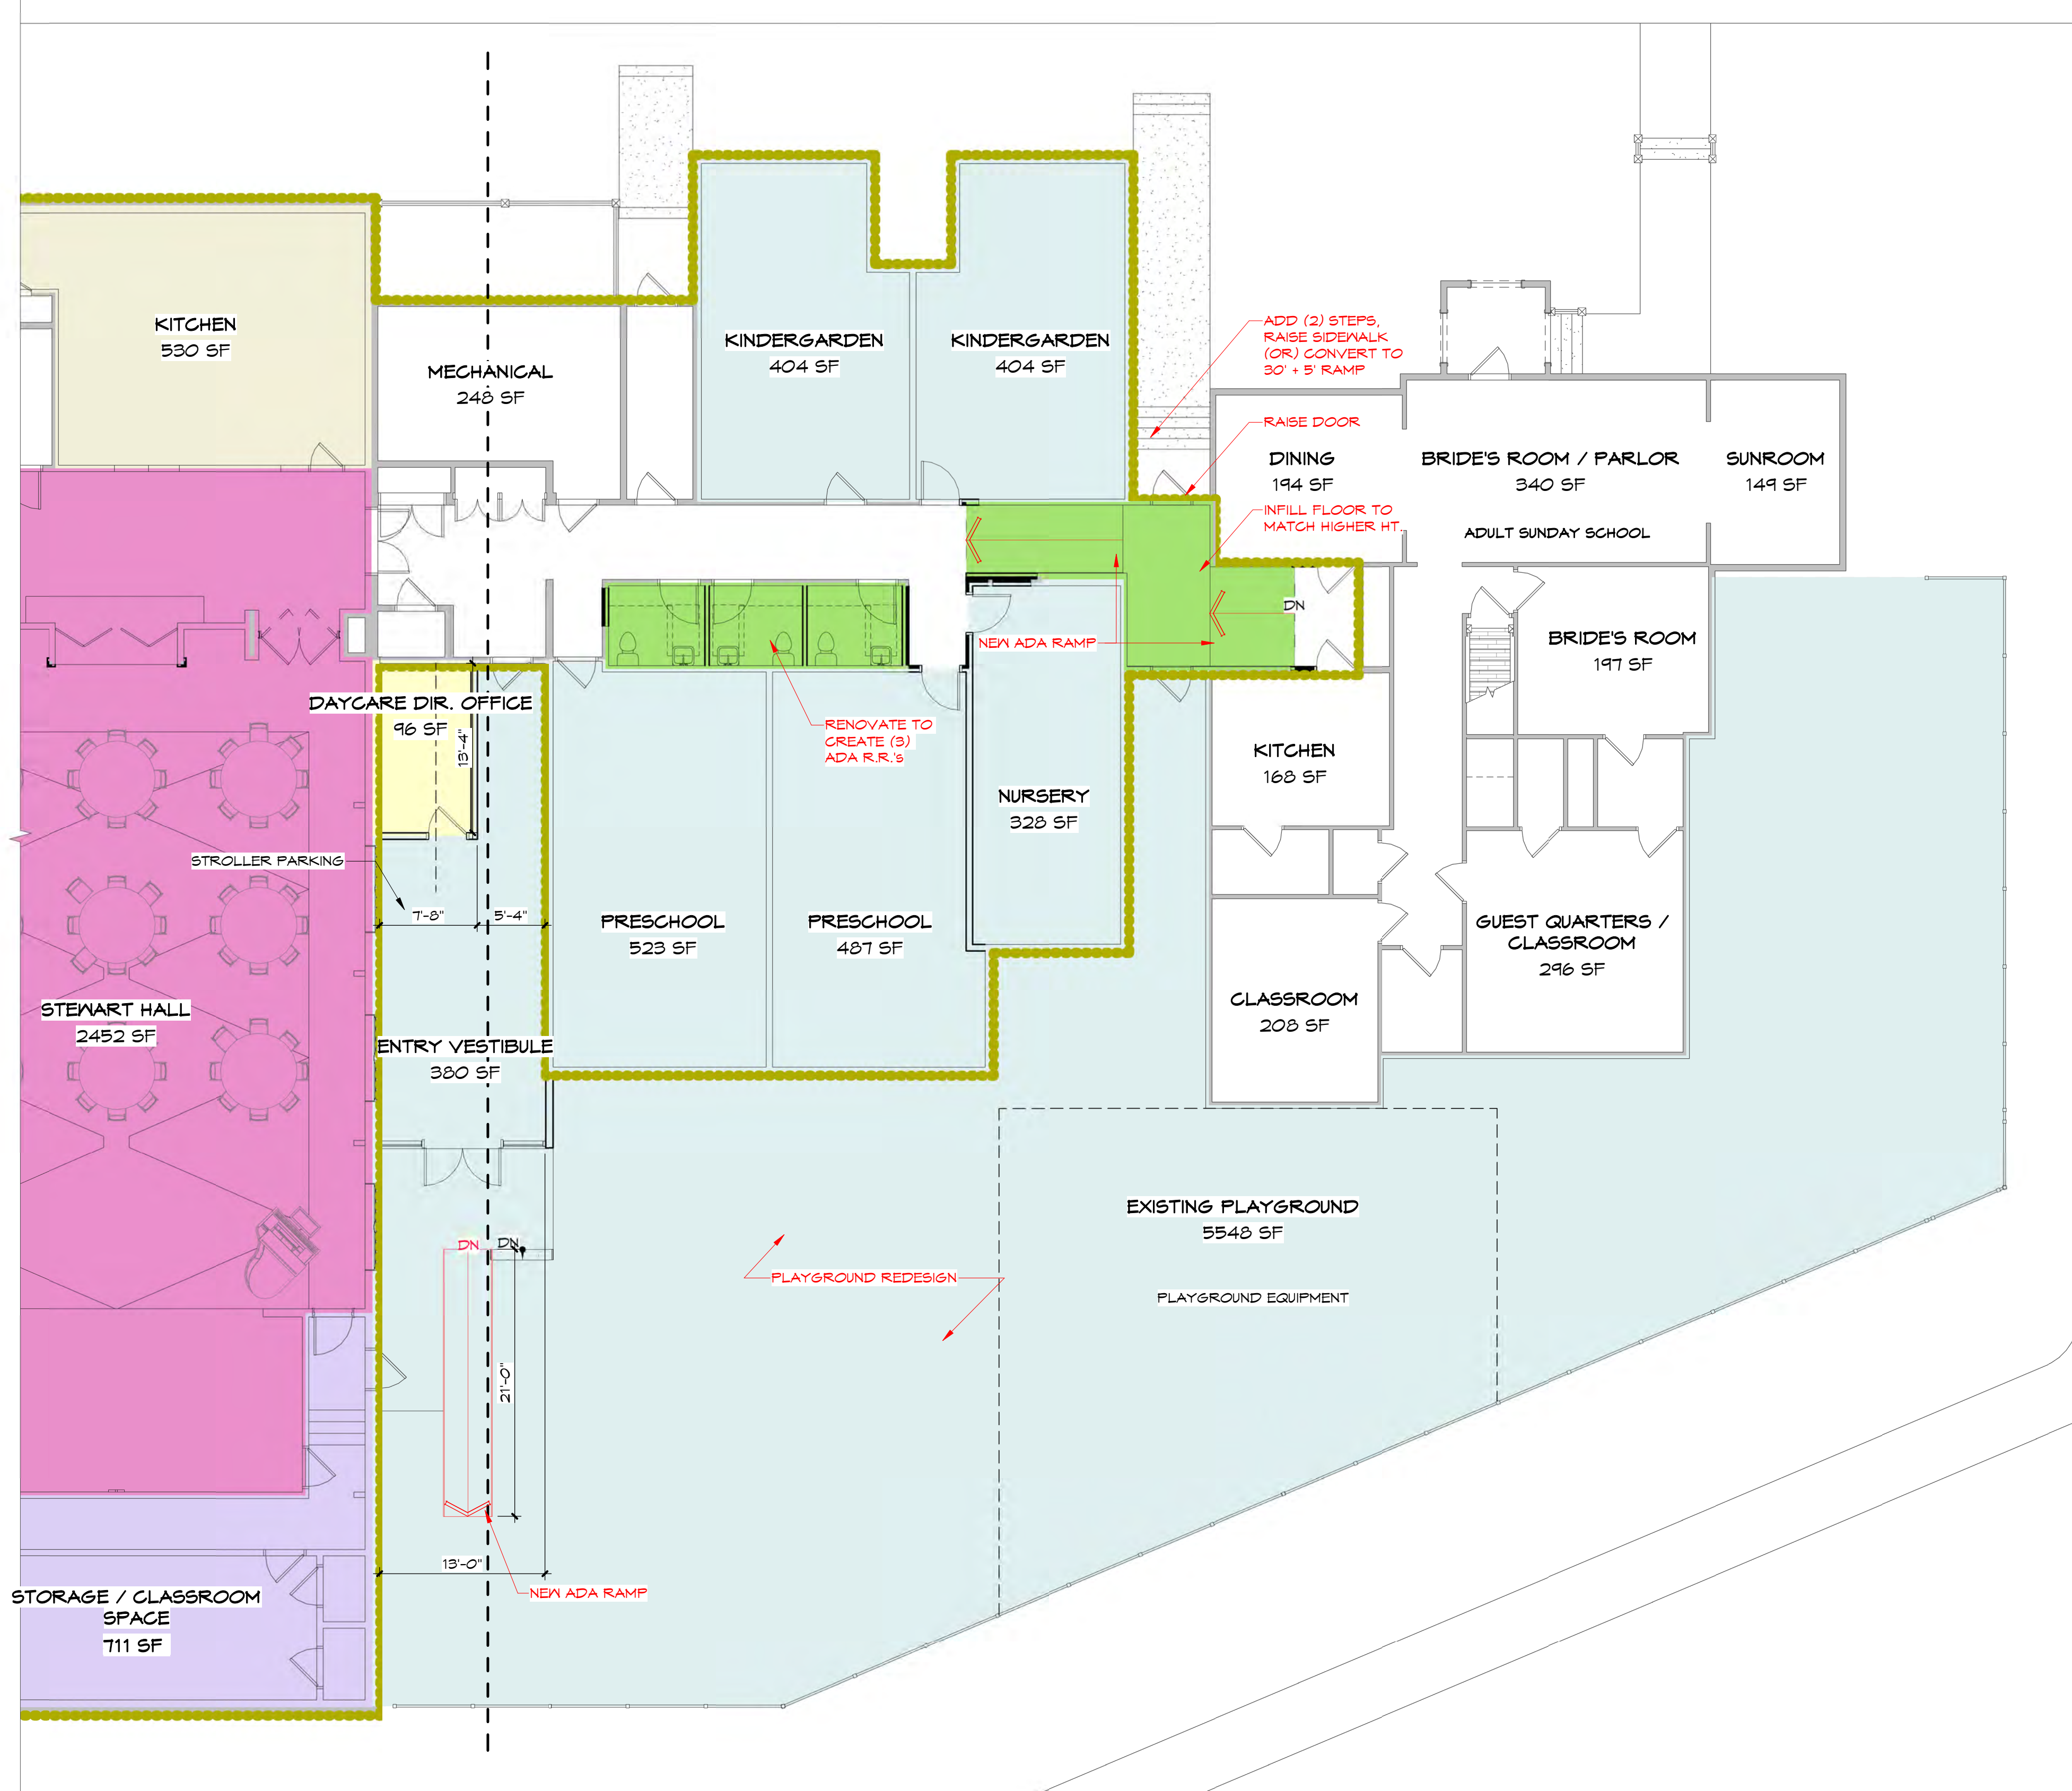 KITCHEN
530 SF
MECHANICAL
248 SF
KINDERGARDEN
404 SF
KINDERGARDEN
404 SF
ADD (2) STEPS,
RAISE SIDEWALK
(OR) CONVERT TO
30' + 5' RAMP
RAISE DOOR
DINING
194 SF
BRIDE'S ROOM / PARLOR
340 SF
ADULT SUNDAY SCHOOL
SUNROOM
149 SF
INFILL FLOOR TO
MATCH HIGHER HT.
DN
NEW ADA RAMP
BRIDE'S ROOM
197 SF
DAYCARE DIR. OFFICE
96 SF
13'-4"
RENOVATE TO
CREATE (3)
ADA R.R.'s
KITCHEN
168 SF
NURSERY
328 SF
STROLLER PARKING
7'-8"
5'-4"
PRESCHOOL
523 SF
PRESCHOOL
487 SF
GUEST QUARTERS /
CLASSROOM
296 SF
CLASSROOM
208 SF
STEWART HALL
2452 SF
ENTRY VESTIBULE
380 SF
EXISTING PLAYGROUND
5548 SF
DN
DN
PLAYGROUND REDESIGN
PLAYGROUND EQUIPMENT
21'-0"
13'-0"
NEW ADA RAMP
STORAGE / CLASSROOM
SPACE
711 SF